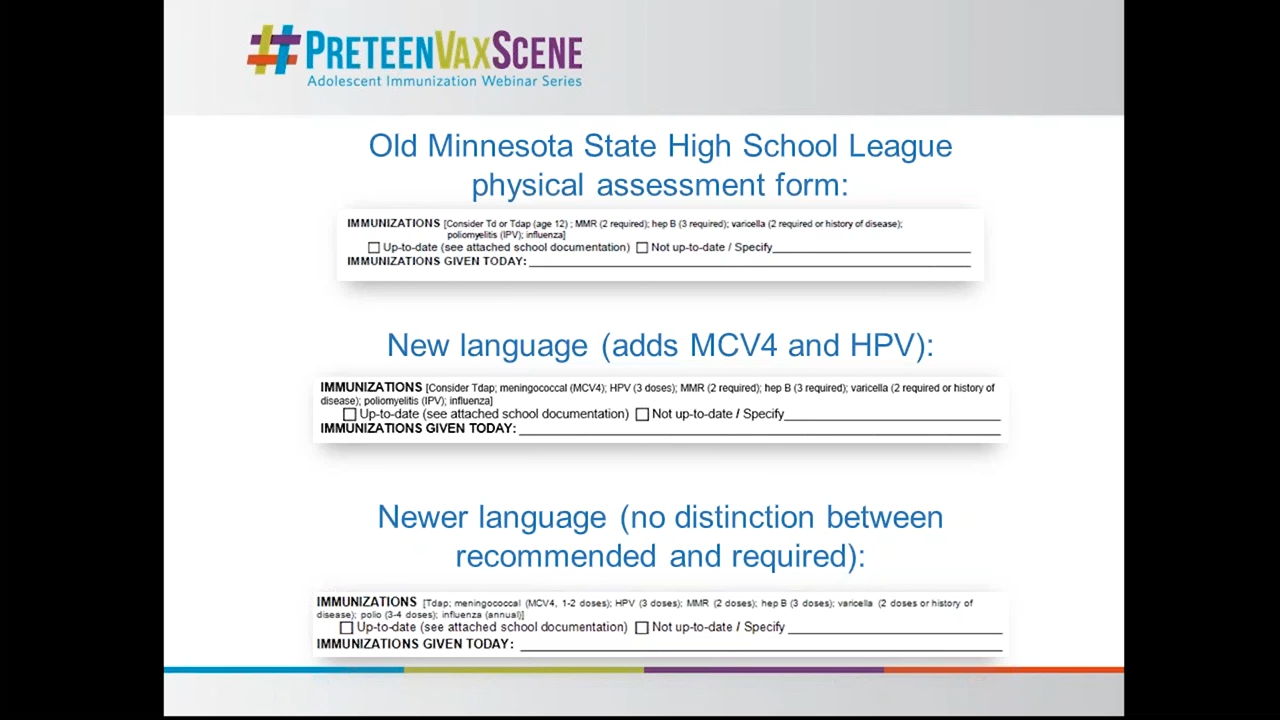 #PRETEENVAXSCENE
Adolescent Immunization Webinar Series
Old Minnesota State High School League
physical assessment form:
IMMUNIZATIONS [Consider Td or Tdap (age 12) ; MMR (2 required); hep B (3 required); varicella (2 required or history of disease);
poliomyelitis (IPV); influenza]
☐ Up-to-date (see attached school documentation) ☐ Not up-to-date / Specify
IMMUNIZATIONS GIVEN TODAY:
New language (adds MCV4 and HPV):
IMMUNIZATIONS [Consider Tdap; meningococcal (MCV4); HPV (3 doses); MMR (2 required); hep B (3 required); varicella (2 required or history of
disease); poliomyelitis (IPV); influenza]
☐ Up-to-date (see attached school documentation) ☐ Not up-to-date / Specify
IMMUNIZATIONS GIVEN TODAY:
Newer language (no distinction between
recommended and required):
IMMUNIZATIONS [Tdap; meningococcal (MCV4, 1-2 doses); HPV (3 doses); MMR (2 doses); hep B (3 doses); varicella (2 doses or history of
disease); polio (3-4 doses); influenza (annual)]
☐ Up-to-date (see attached school documentation) ☐ Not up-to-date / Specify
IMMUNIZATIONS GIVEN TODAY: